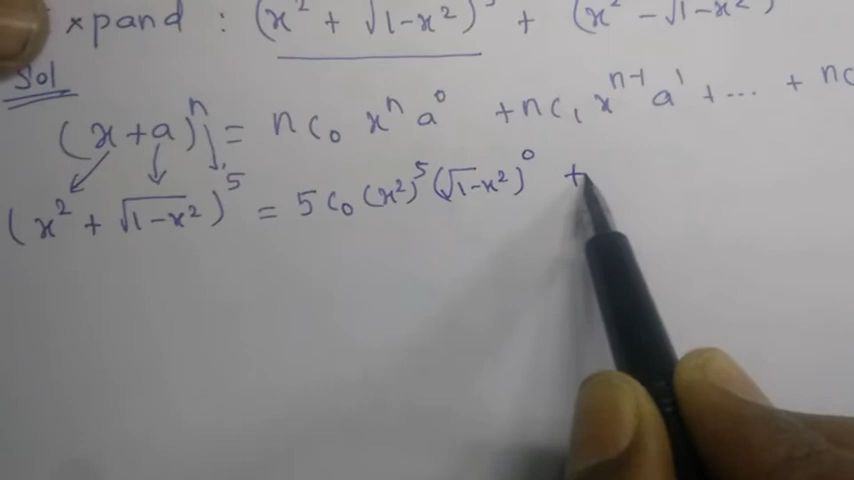 xpand : (x² + √1-x²)⁵ + (x² - √1-x²)
Sol
(x+a)ⁿ = nC₀ xⁿ a⁰ + nC₁ xⁿ⁻¹ a¹ + ... + nC
(x² + √1-x²)⁵ = 5C₀ (x²)⁵ (√1-x²)⁰ +